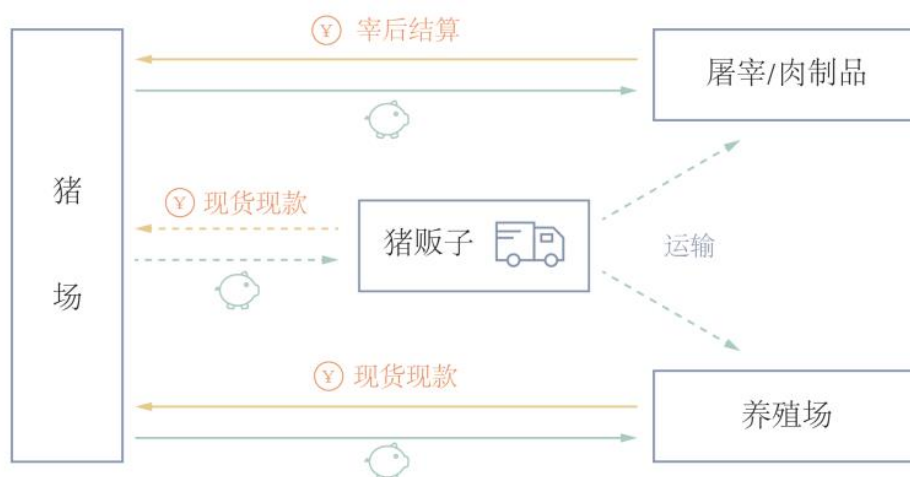 ¥ 宰后结算
屠宰/肉制品
猪场
¥ 现货现款
猪贩子
运输
¥ 现货现款
养殖场